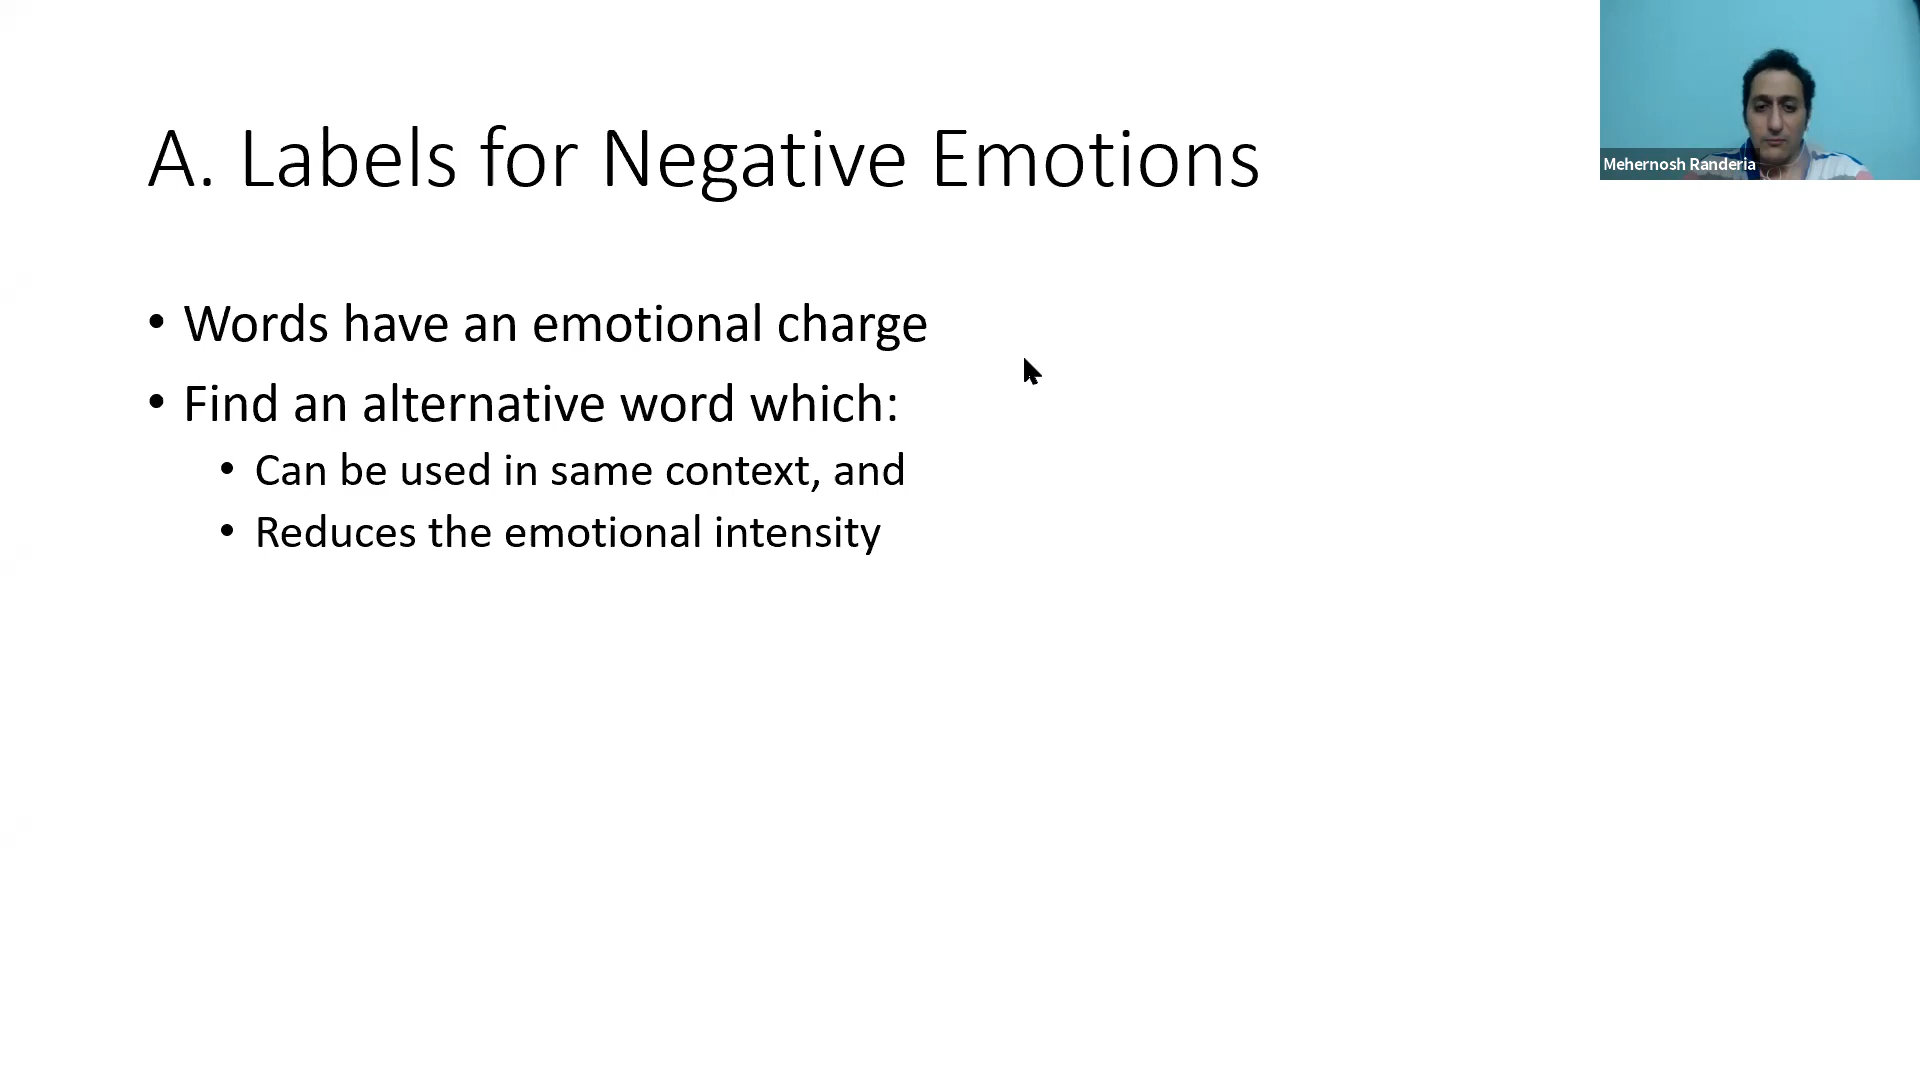 A. Labels for Negative Emotions
Mehernosh Randeria
• Words have an emotional charge
• Find an alternative word which:
• Can be used in same context, and
• Reduces the emotional intensity